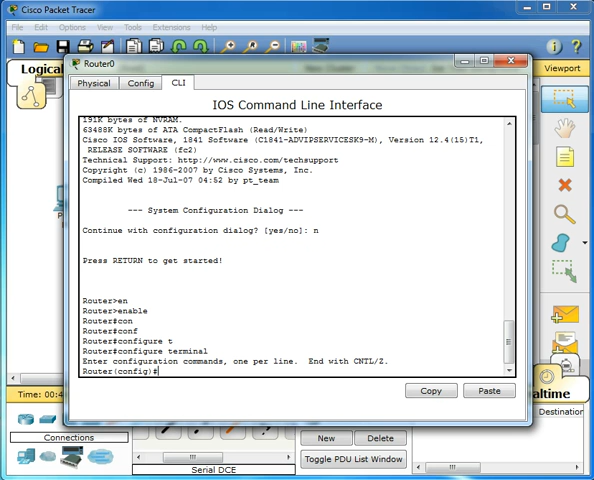 Cisco Packet Tracer
File Edit Options View Tools Extensions Help
Router0
Logical
Viewport
Physical Config CLI
IOS Command Line Interface
191K bytes of NVRAM.
63488K bytes of ATA CompactFlash (Read/Write)
Cisco IOS Software, 1841 Software (C1841-ADVIPSERVICESK9-M), Version 12.4(15)T1,
RELEASE SOFTWARE (fc2)
Technical Support: http://www.cisco.com/techsupport
Copyright (c) 1986-2007 by Cisco Systems, Inc.
Compiled Wed 18-Jul-07 04:52 by pt_team
--- System Configuration Dialog ---
Continue with configuration dialog? [yes/no]: n
Press RETURN to get started!
Router>en
Router>enable
Router#con
Router#conf
Router#configure t
Router#configure terminal
Enter configuration commands, one per line. End with CNTL/Z.
Router(config)#
Copy Paste
Time: 00:4
altime
Destination
Connections
New Delete
Toggle PDU List Window
Serial DCE